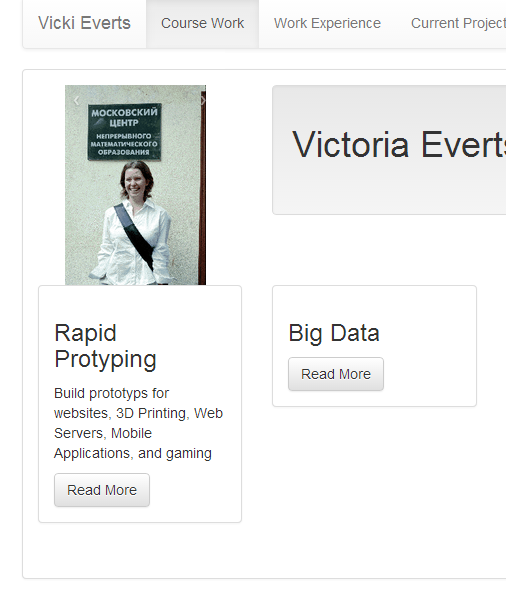 Vicki Everts Course Work Work Experience Current Project
МОСКОВСКИЙ
ЦЕНТР
НЕПРЕРЫВНОГО
МАТЕМАТИЧЕСКОГО
ОБРАЗОВАНИЯ
Victoria Everts
Rapid
Protyping
Build prototyps for
websites, 3D Printing, Web
Servers, Mobile
Applications, and gaming
Read More
Big Data
Read More